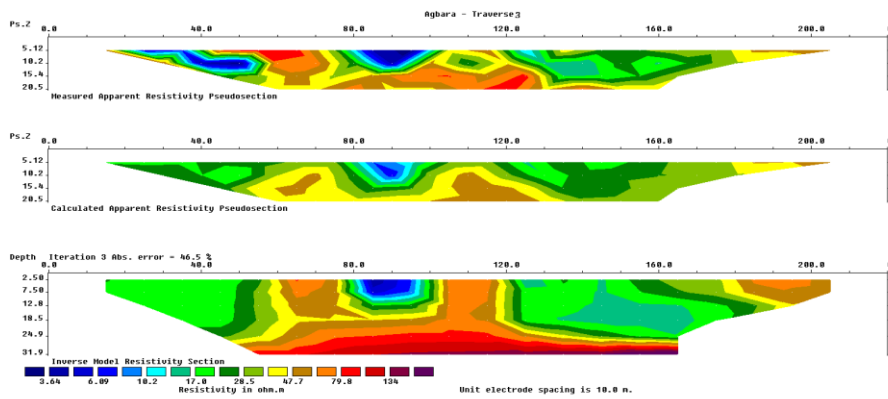 Agbara - Traverse3
Ps.Z
0.0 40.0 80.0 120.0 160.0 200.0
5.12
10.2
15.4
20.5
Measured Apparent Resistivity Pseudosection
Ps.Z
0.0 40.0 80.0 120.0 160.0 200.0
5.12
10.2
15.4
20.5
Calculated Apparent Resistivity Pseudosection
Depth Iteration 3 Abs. error = 46.5 %
0.0 40.0 80.0 120.0 160.0 200.0
2.50
7.50
12.8
18.5
24.9
31.9
Inverse Model Resistivity Section
3.64 6.09 10.2 17.0 28.5 47.7 79.8 134
Resistivity in ohm.m Unit electrode spacing is 10.0 m.